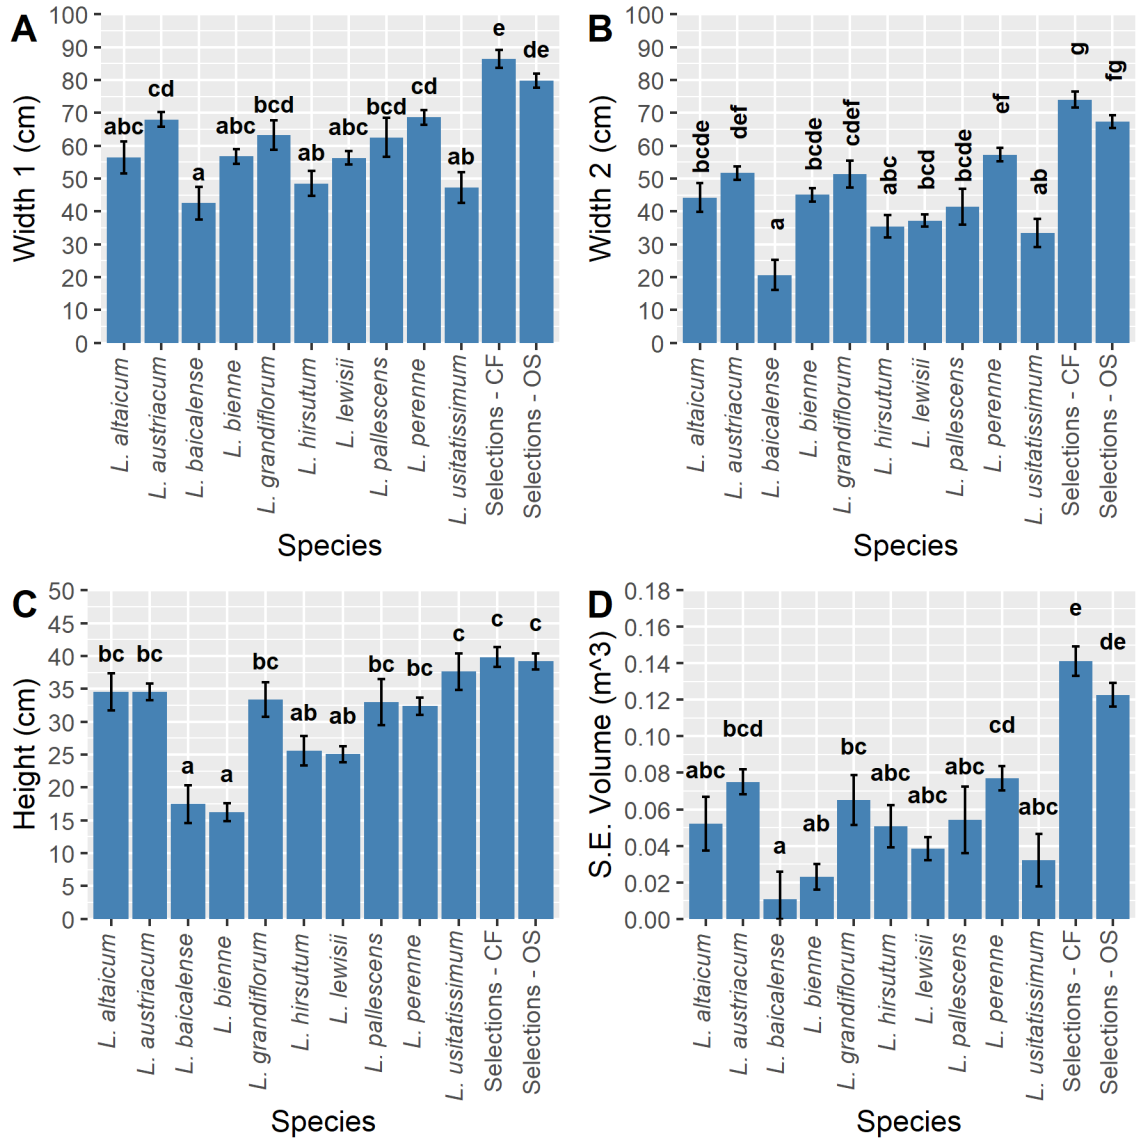 A
Width 1 (cm)
100
90
80
70
60
50
40
30
20
10
0
abc
cd
a
abc
bcd
ab
abc
bcd
cd
ab
e
de
L. altaicum
L. austriacum
L. baicalense
L. bienne
L. grandiflorum
L. hirsutum
L. lewisii
L. pallescens
L. perenne
L. usitatissimum
Selections - CF
Selections - OS
Species
B
Width 2 (cm)
100
90
80
70
60
50
40
30
20
10
0
bcde
def
a
bcde
cdef
abc
bcd
bcde
ef
ab
g
fg
L. altaicum
L. austriacum
L. baicalense
L. bienne
L. grandiflorum
L. hirsutum
L. lewisii
L. pallescens
L. perenne
L. usitatissimum
Selections - CF
Selections - OS
Species
C
Height (cm)
50
45
40
35
30
25
20
15
10
5
0
bc
bc
a
a
bc
ab
ab
bc
bc
c
c
c
L. altaicum
L. austriacum
L. baicalense
L. bienne
L. grandiflorum
L. hirsutum
L. lewisii
L. pallescens
L. perenne
L. usitatissimum
Selections - CF
Selections - OS
Species
D
S.E. Volume (m^3)
0.18
0.16
0.14
0.12
0.10
0.08
0.06
0.04
0.02
0.00
abc
bcd
a
ab
bc
abc
abc
abc
cd
abc
e
de
L. altaicum
L. austriacum
L. baicalense
L. bienne
L. grandiflorum
L. hirsutum
L. lewisii
L. pallescens
L. perenne
L. usitatissimum
Selections - CF
Selections - OS
Species